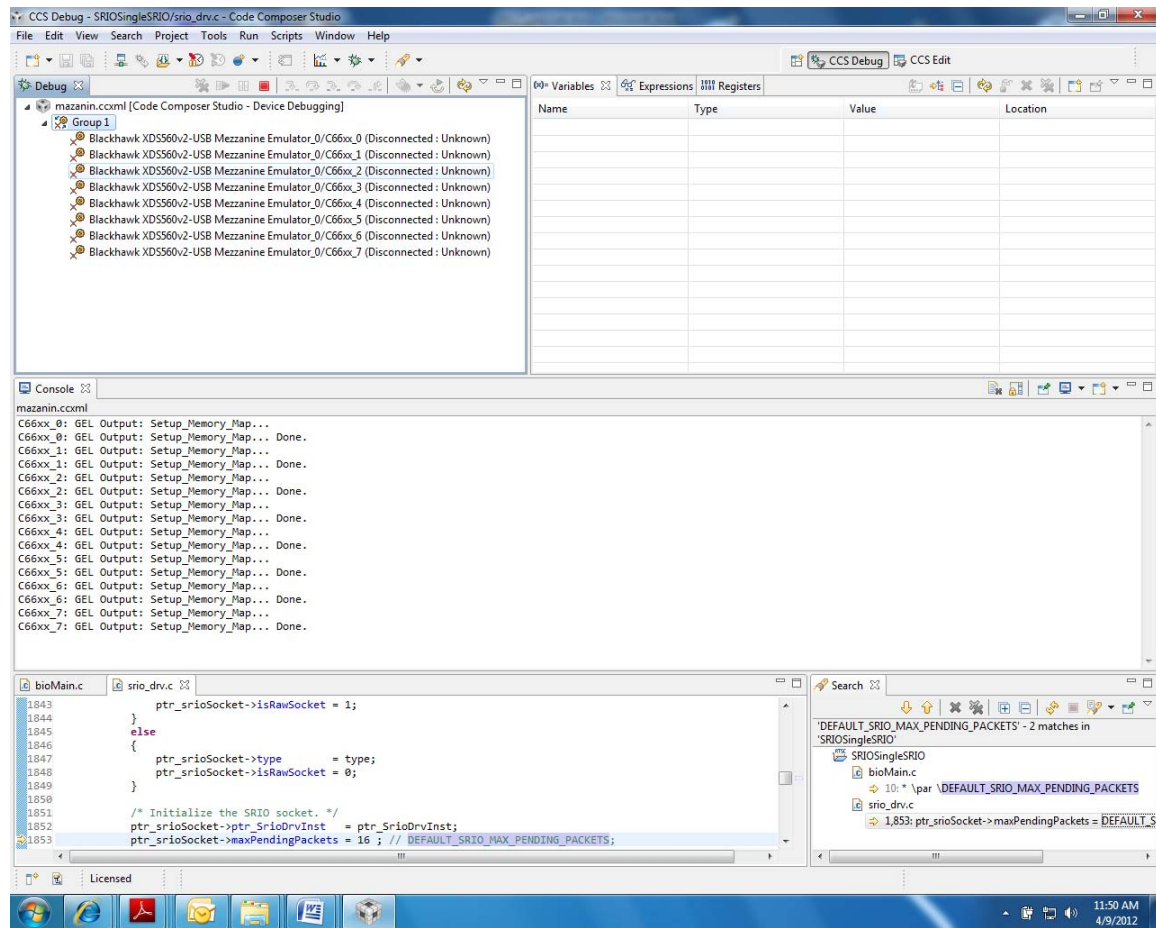 CCS Debug - SRIOSingleSRIO/srio_drv.c - Code Composer Studio
File Edit View Search Project Tools Run Scripts Window Help
CCS Debug CCS Edit
Debug
mazanin.ccxml [Code Composer Studio - Device Debugging]
Group 1
Blackhawk XDS560v2-USB Mezzanine Emulator_0/C66xx_0 (Disconnected : Unknown)
Blackhawk XDS560v2-USB Mezzanine Emulator_0/C66xx_1 (Disconnected : Unknown)
Blackhawk XDS560v2-USB Mezzanine Emulator_0/C66xx_2 (Disconnected : Unknown)
Blackhawk XDS560v2-USB Mezzanine Emulator_0/C66xx_3 (Disconnected : Unknown)
Blackhawk XDS560v2-USB Mezzanine Emulator_0/C66xx_4 (Disconnected : Unknown)
Blackhawk XDS560v2-USB Mezzanine Emulator_0/C66xx_5 (Disconnected : Unknown)
Blackhawk XDS560v2-USB Mezzanine Emulator_0/C66xx_6 (Disconnected : Unknown)
Blackhawk XDS560v2-USB Mezzanine Emulator_0/C66xx_7 (Disconnected : Unknown)
(x)= Variables Expressions 1010 Registers
Name Type Value Location
Console
mazanin.ccxml
C66xx_0: GEL Output: Setup_Memory_Map...
C66xx_0: GEL Output: Setup_Memory_Map... Done.
C66xx_1: GEL Output: Setup_Memory_Map...
C66xx_1: GEL Output: Setup_Memory_Map... Done.
C66xx_2: GEL Output: Setup_Memory_Map...
C66xx_2: GEL Output: Setup_Memory_Map... Done.
C66xx_3: GEL Output: Setup_Memory_Map...
C66xx_3: GEL Output: Setup_Memory_Map... Done.
C66xx_4: GEL Output: Setup_Memory_Map...
C66xx_4: GEL Output: Setup_Memory_Map... Done.
C66xx_5: GEL Output: Setup_Memory_Map...
C66xx_5: GEL Output: Setup_Memory_Map... Done.
C66xx_6: GEL Output: Setup_Memory_Map...
C66xx_6: GEL Output: Setup_Memory_Map... Done.
C66xx_7: GEL Output: Setup_Memory_Map...
C66xx_7: GEL Output: Setup_Memory_Map... Done.
bioMain.c srio_drv.c
1843 ptr_srioSocket->isRawSocket = 1;
1844 }
1845 else
1846 {
1847 ptr_srioSocket->type = type;
1848 ptr_srioSocket->isRawSocket = 0;
1849 }
1850
1851 /* Initialize the SRIO socket. */
1852 ptr_srioSocket->ptr_SrioDrvInst = ptr_SrioDrvInst;
1853 ptr_srioSocket->maxPendingPackets = 16 ; // DEFAULT_SRIO_MAX_PENDING_PACKETS;
Search
'DEFAULT_SRIO_MAX_PENDING_PACKETS' - 2 matches in
'SRIOSingleSRIO'
SRIOSingleSRIO
bioMain.c
10: * \par \DEFAULT_SRIO_MAX_PENDING_PACKETS
srio_drv.c
1,853: ptr_srioSocket->maxPendingPackets = DEFAULT_S
Licensed
11:50 AM
4/9/2012